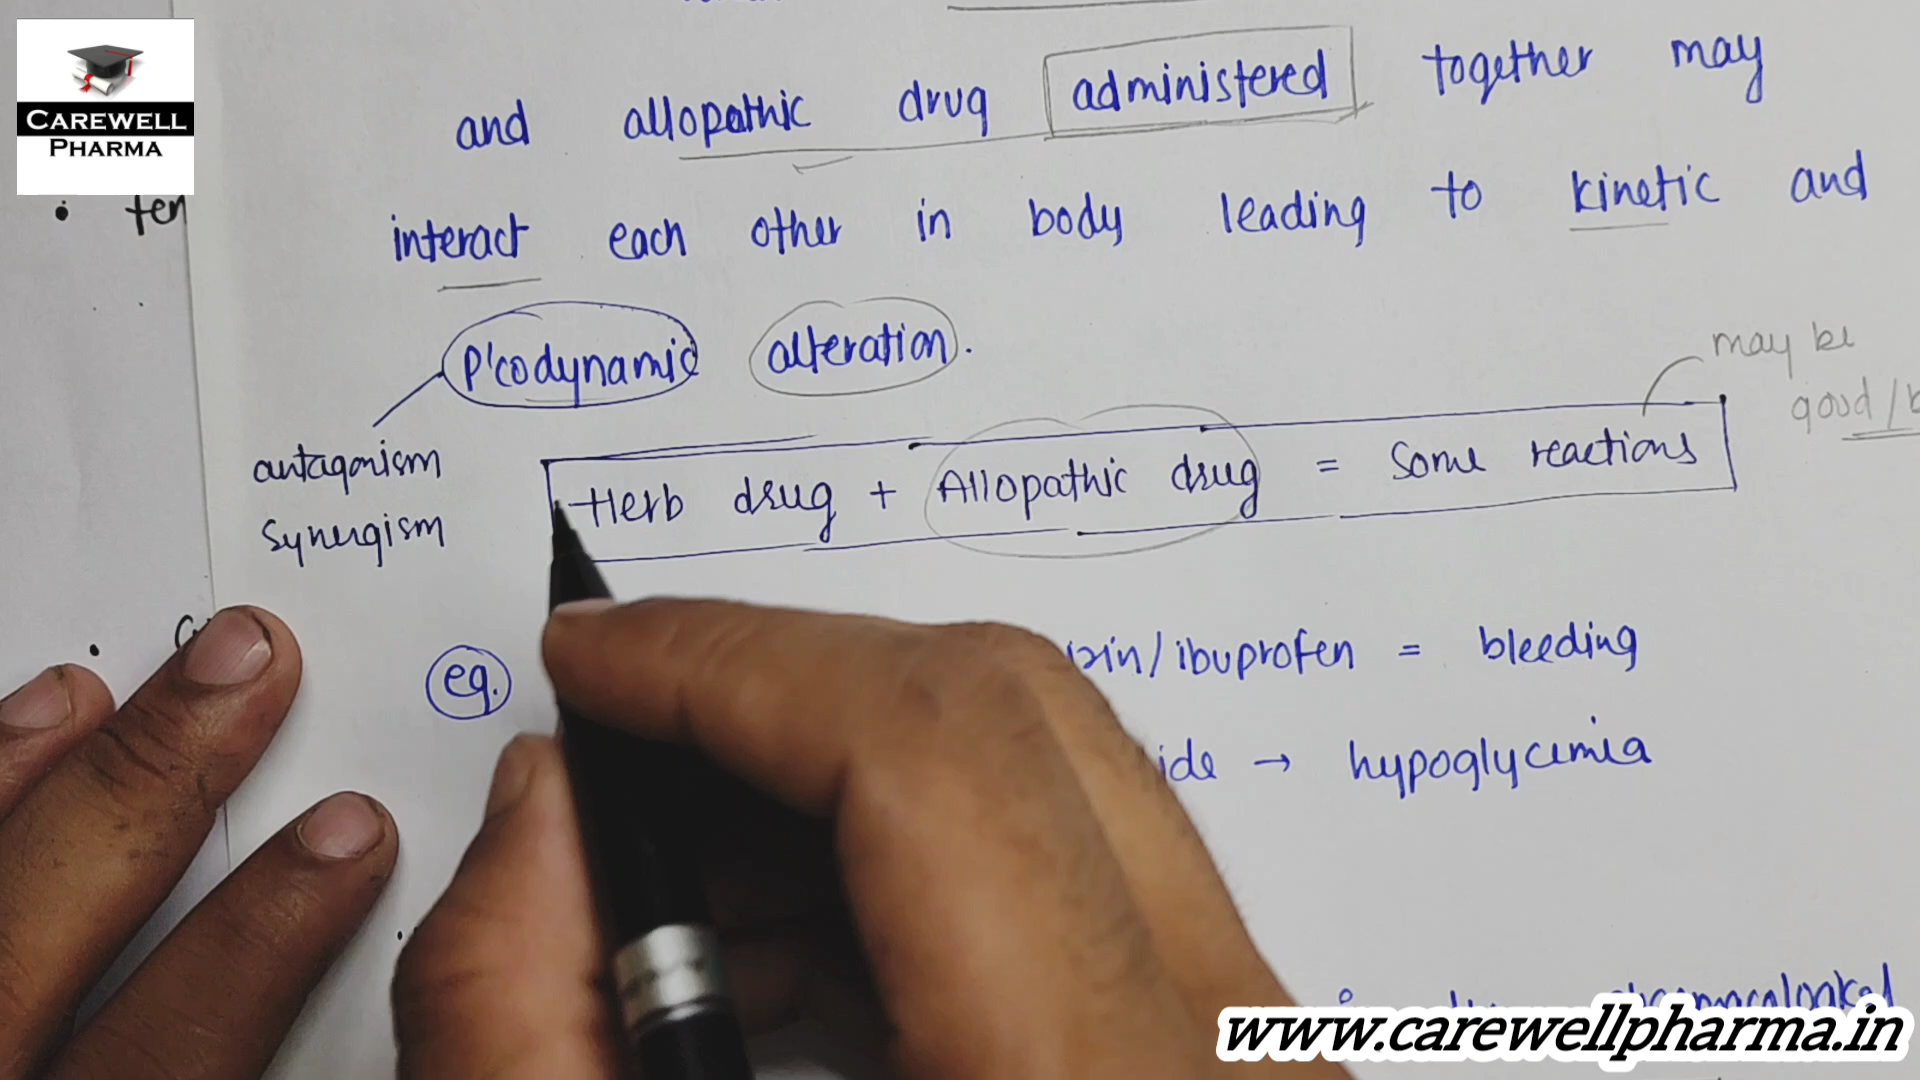 CAREWELL
PHARMA
and allopathic drug administered together may
interact each other in body leading to kinetic and
P'codynamic alteration.
may be
good/
antagonism
synergism
Herb drug + Allopathic drug = Some reactions
eg. /ibuprofen = bleeding
→ hypoglycemia
www.carewellpharma.in